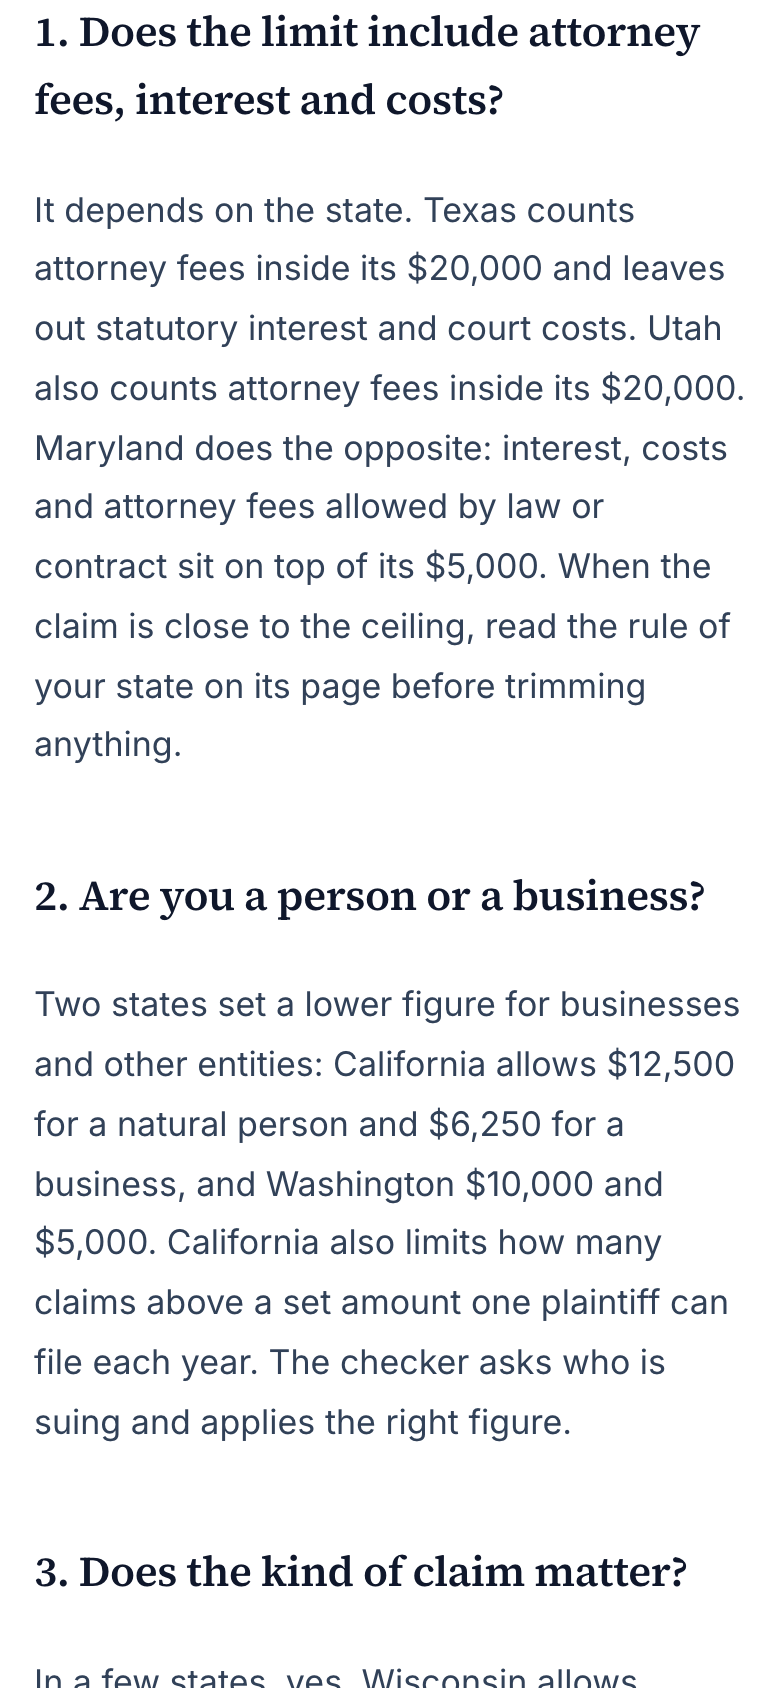 1. Does the limit include attorney
fees, interest and costs?
It depends on the state. Texas counts
attorney fees inside its $20,000 and leaves
out statutory interest and court costs. Utah
also counts attorney fees inside its $20,000.
Maryland does the opposite: interest, costs
and attorney fees allowed by law or
contract sit on top of its $5,000. When the
claim is close to the ceiling, read the rule of
your state on its page before trimming
anything.
2. Are you a person or a business?
Two states set a lower figure for businesses
and other entities: California allows $12,500
for a natural person and $6,250 for a
business, and Washington $10,000 and
$5,000. California also limits how many
claims above a set amount one plaintiff can
file each year. The checker asks who is
suing and applies the right figure.
3. Does the kind of claim matter?
In a few states, yes. Wisconsin allows